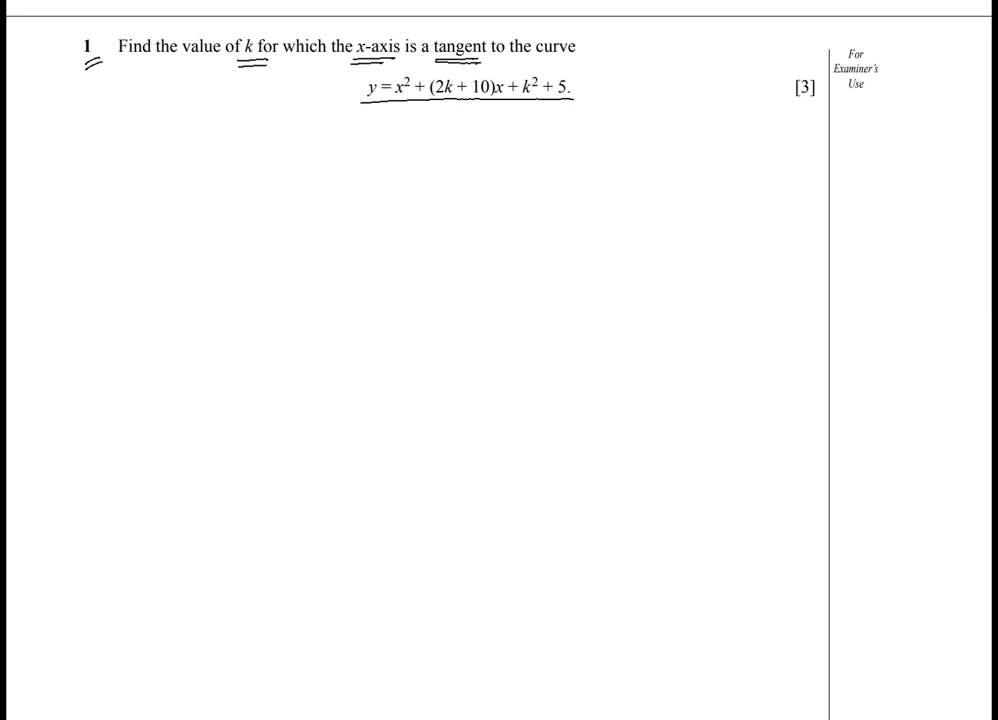 1 Find the value of k for which the x-axis is a tangent to the curve
y = x² + (2k + 10)x + k² + 5.
[3]
For
Examiner's
Use